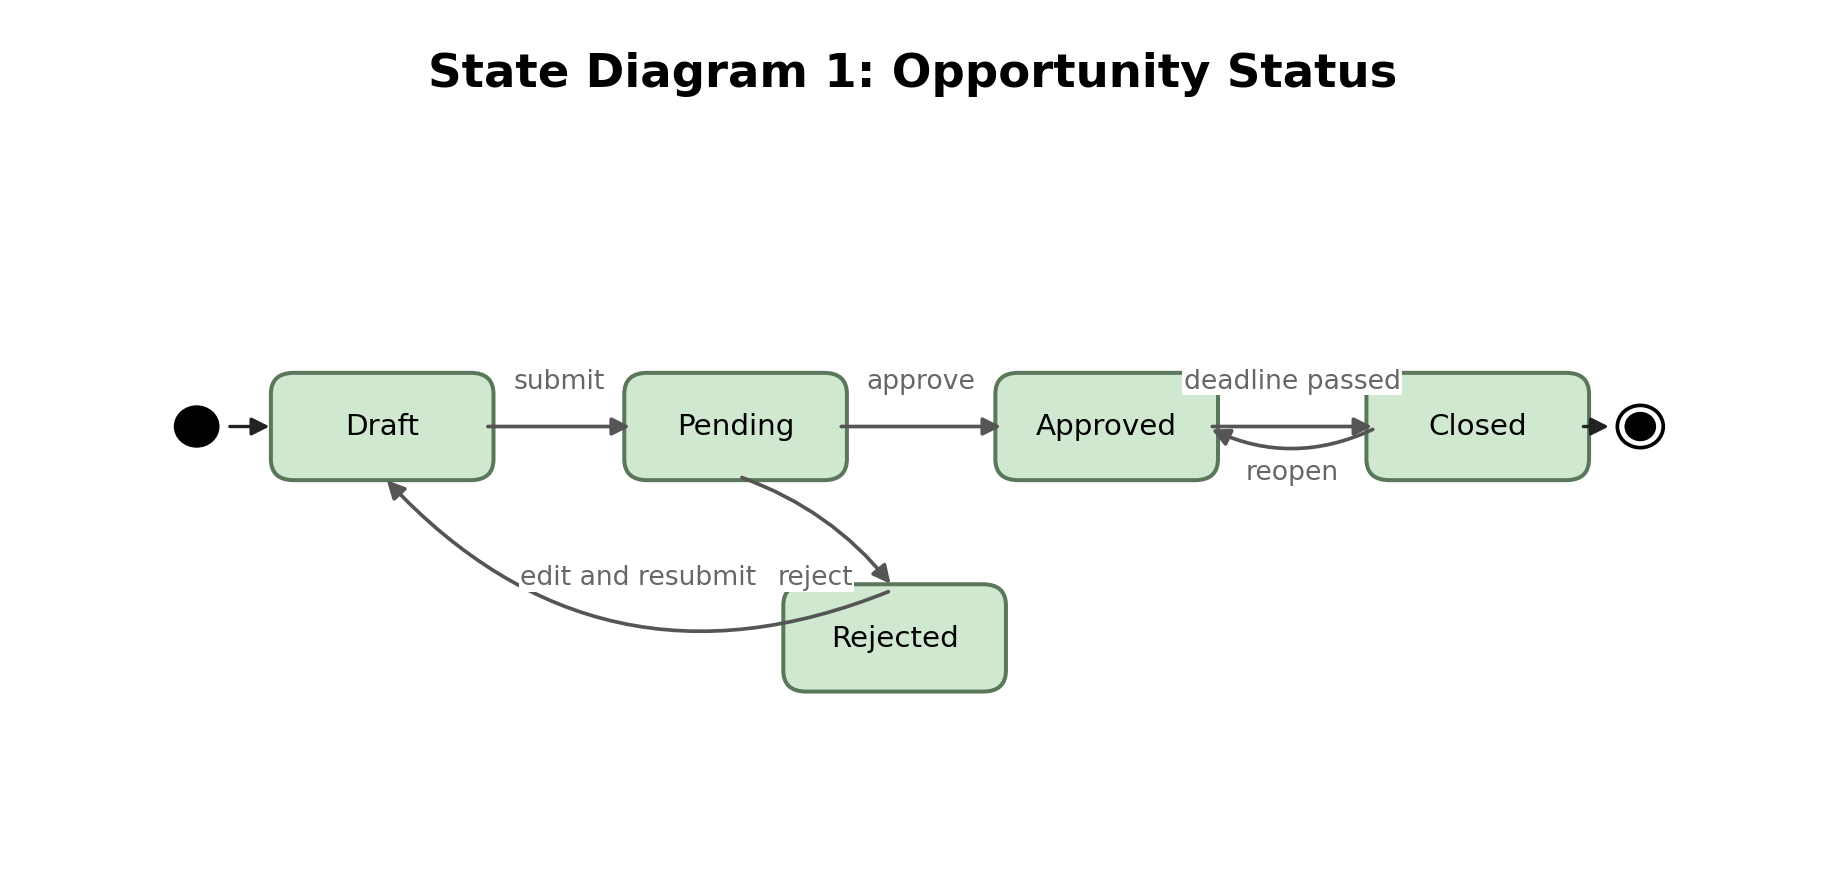 State Diagram 1: Opportunity Status
submit
approve
deadline passed
Draft
Pending
Approved
Closed
reopen
edit and resubmit
reject
Rejected